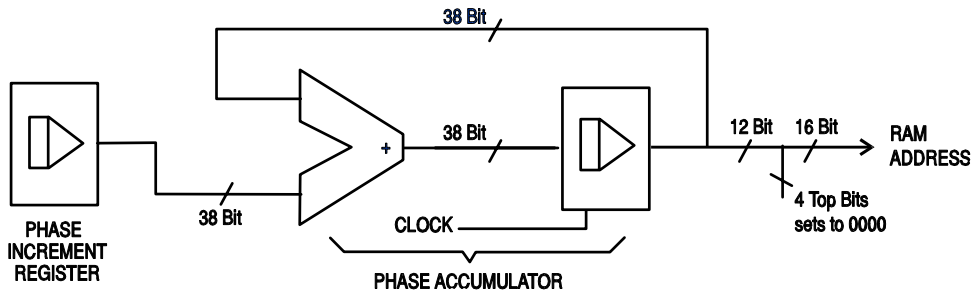 38 Bit
PHASE
INCREMENT
REGISTER
38 Bit
+
38 Bit
CLOCK
PHASE ACCUMULATOR
12 Bit
16 Bit
RAM
ADDRESS
4 Top Bits
sets to 0000